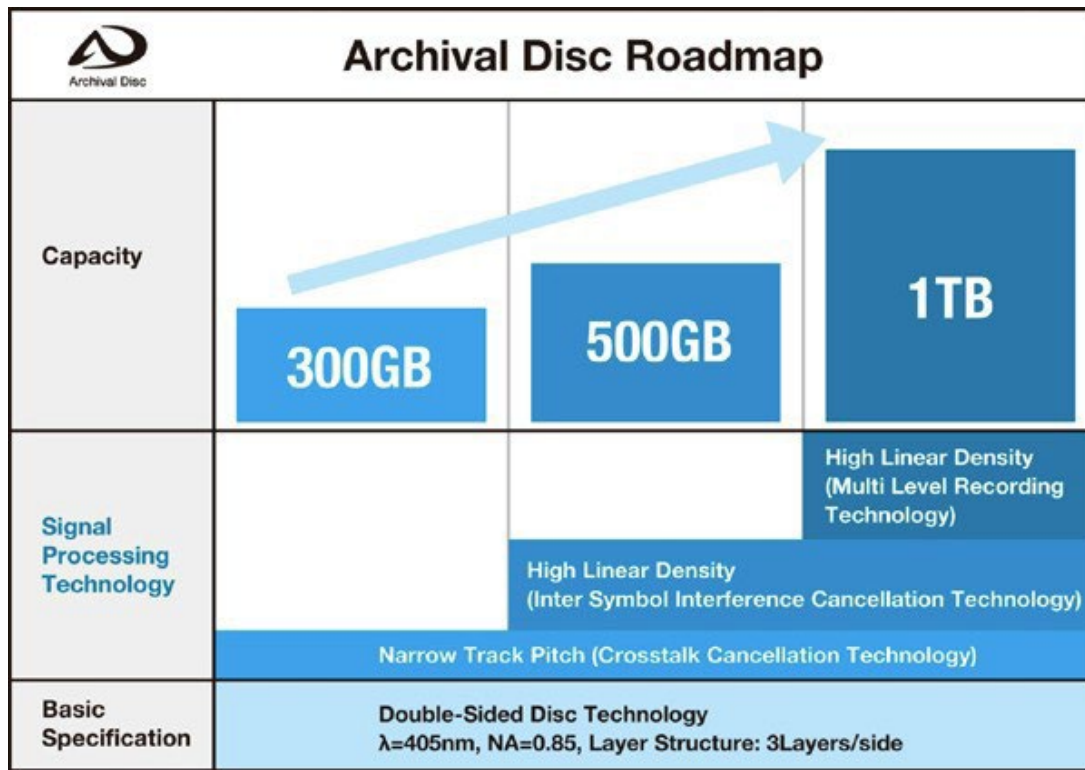 Archival Disc
Archival Disc Roadmap
Capacity
300GB
500GB
1TB
Signal
Processing
Technology
High Linear Density
(Multi Level Recording
Technology)
High Linear Density
(Inter Symbol Interference Cancellation Technology)
Narrow Track Pitch (Crosstalk Cancellation Technology)
Basic
Specification
Double-Sided Disc Technology
λ=405nm, NA=0.85, Layer Structure: 3Layers/side